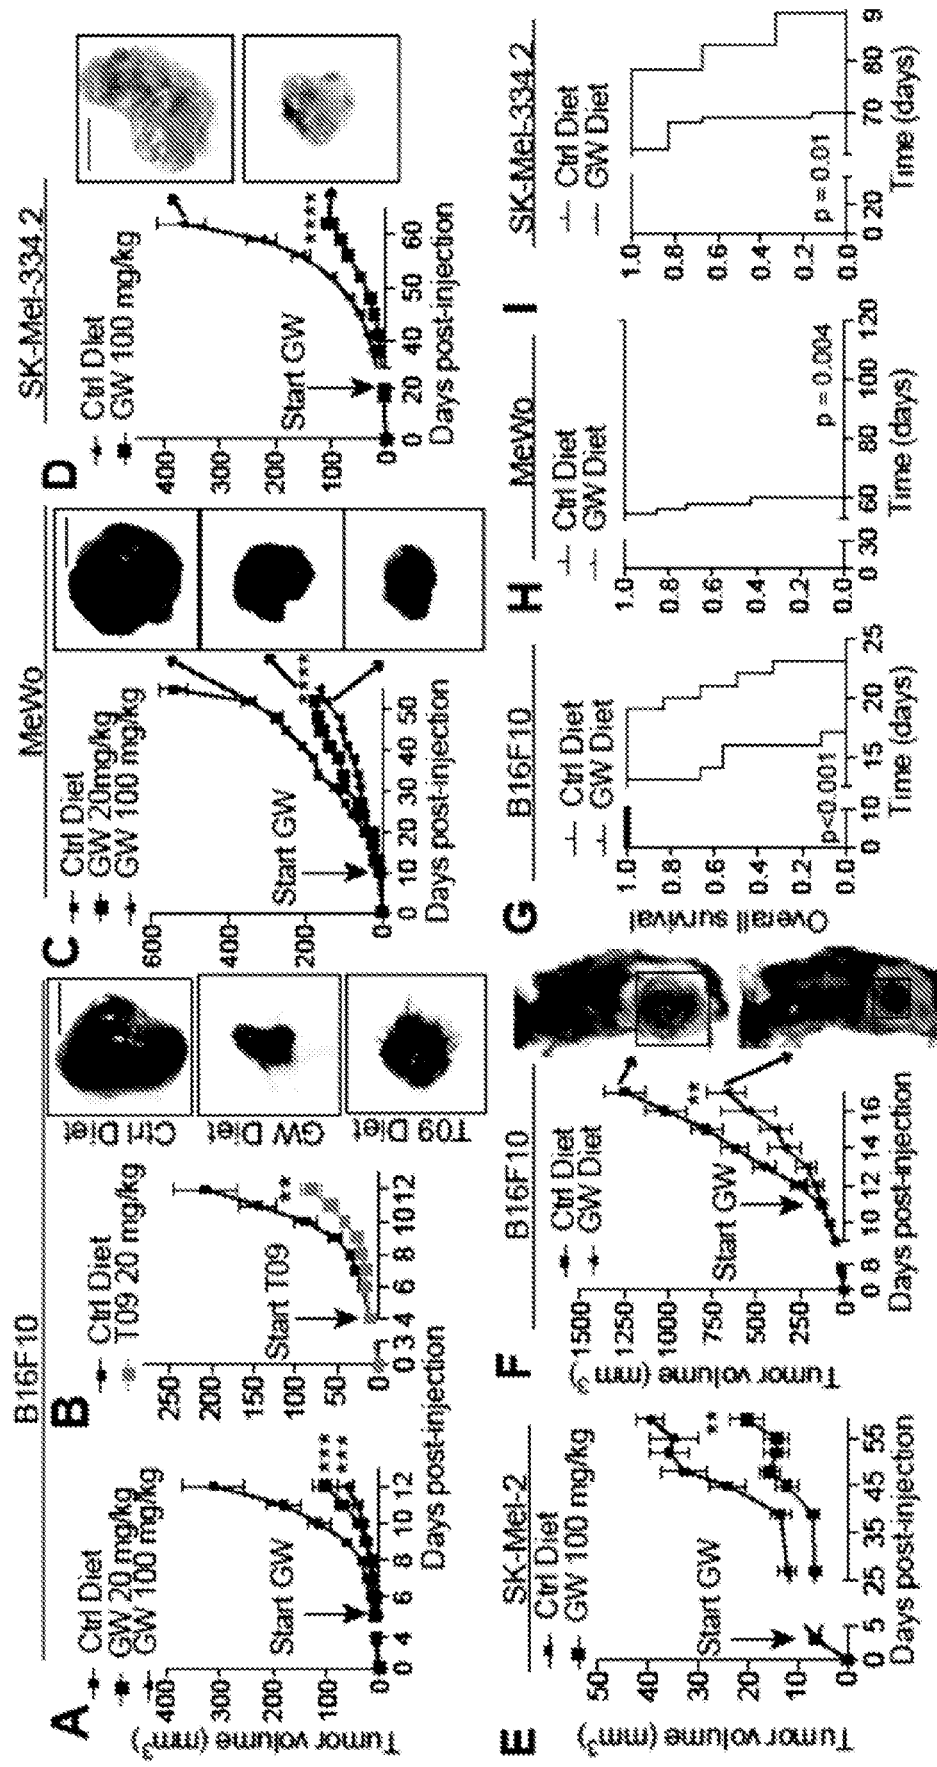 B16F10
A
Ctrl Diet
GW 20 mg/kg
GW 100 mg/kg
Tumor volume (mm³)
400
300
200
100
0
Start GW
***
***
0 4 6 8 10 12
Days post-injection
B
Ctrl Diet
T09 20 mg/kg
250
200
150
100
50
0
Start T09
**
0 3 4 6 8 10 12
Ctrl Diet
GW Diet
T09 Diet
MeWo
C
Ctrl Diet
GW 20mg/kg
GW 100 mg/kg
600
400
200
0
Start GW
****
0 10 20 30 40 50
Days post-injection
SK-Mel-334.2
D
Ctrl Diet
GW 100 mg/kg
400
300
200
100
0
Start GW
****
0 20 40 50 60
Days post-injection
SK-Mel-2
E
Ctrl Diet
GW 100 mg/kg
Tumor volume (mm³)
50
40
30
20
10
0
Start GW
**
0 5 25 35 45 55
Days post-injection
B16F10
F
Ctrl Diet
GW Diet
Tumor volume (mm³)
1500
1250
1000
750
500
250
0
Start GW
**
0 8 10 12 14 16
Days post-injection
B16F10
G
Ctrl Diet
GW Diet
Overall survival
1.0
0.8
0.6
0.4
0.2
0.0
p<0.001
0 10 15 20 25
Time (days)
MeWo
H
Ctrl Diet
GW Diet
1.0
0.8
0.6
0.4
0.2
0.0
p = 0.004
0 30 60 80 100 120
Time (days)
SK-Mel-334.2
I
Ctrl Diet
GW Diet
1.0
0.8
0.6
0.4
0.2
0.0
p = 0.01
0 20 70 80 9
Time (days)